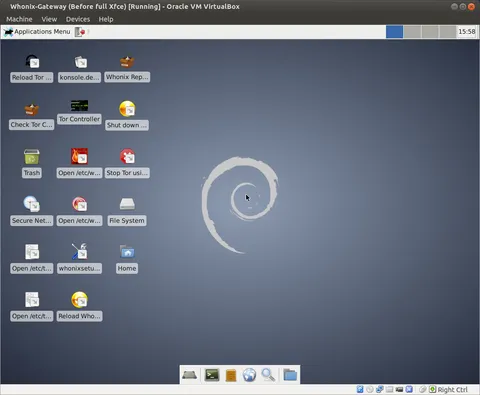 Whonix-Gateway (Before full Xfce) [Running] - Oracle VM VirtualBox
Machine View Devices Help
Applications Menu 15:58
Reload Tor ... konsole.de... Whonix Rep...
Check Tor C... Tor Controller Shut down ...
Trash Open /etc/w... Stop Tor usi...
Secure Net... Open /etc/w... File System
Open /etc/t... whonixsetu... Home
Open /etc/t... Reload Who...
Right Ctrl